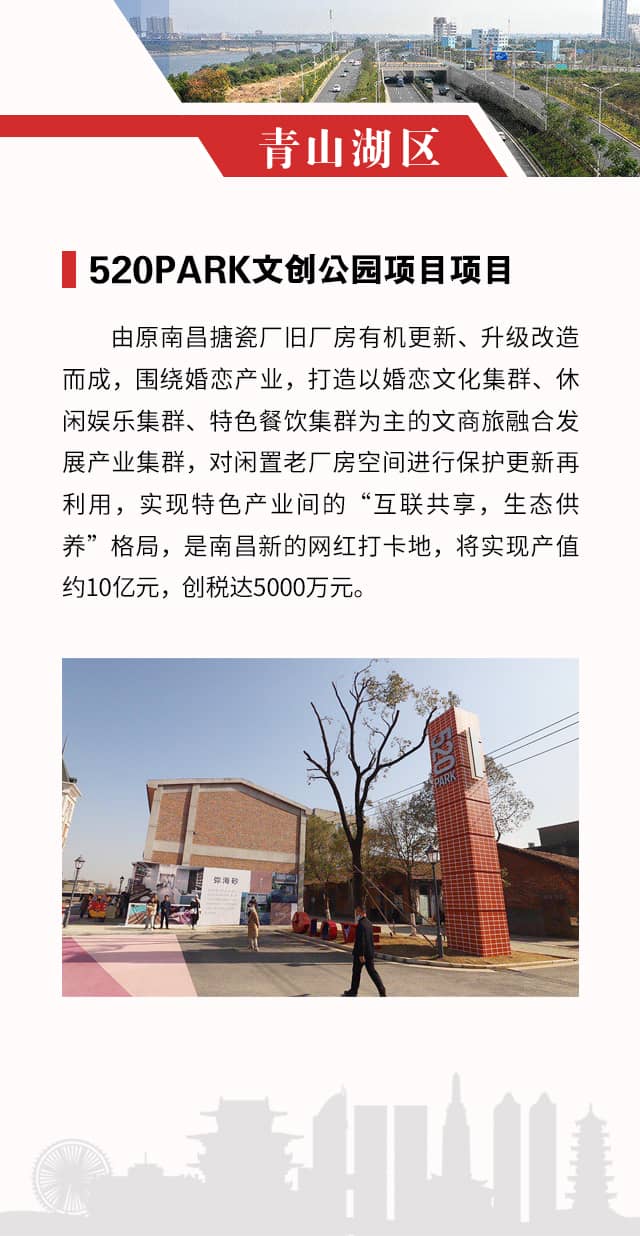 青山湖区
520PARK文创公园项目项目
由原南昌搪瓷厂旧厂房有机更新、升级改造
而成，围绕婚恋产业，打造以婚恋文化集群、休
闲娱乐集群、特色餐饮集群为主的文商旅融合发
展产业集群，对闲置老厂房空间进行保护更新再
利用，实现特色产业间的“互联共享，生态供
养”格局，是南昌新的网红打卡地，将实现产值
约10亿元，创税达5000万元。
520
PARK
弥海砂